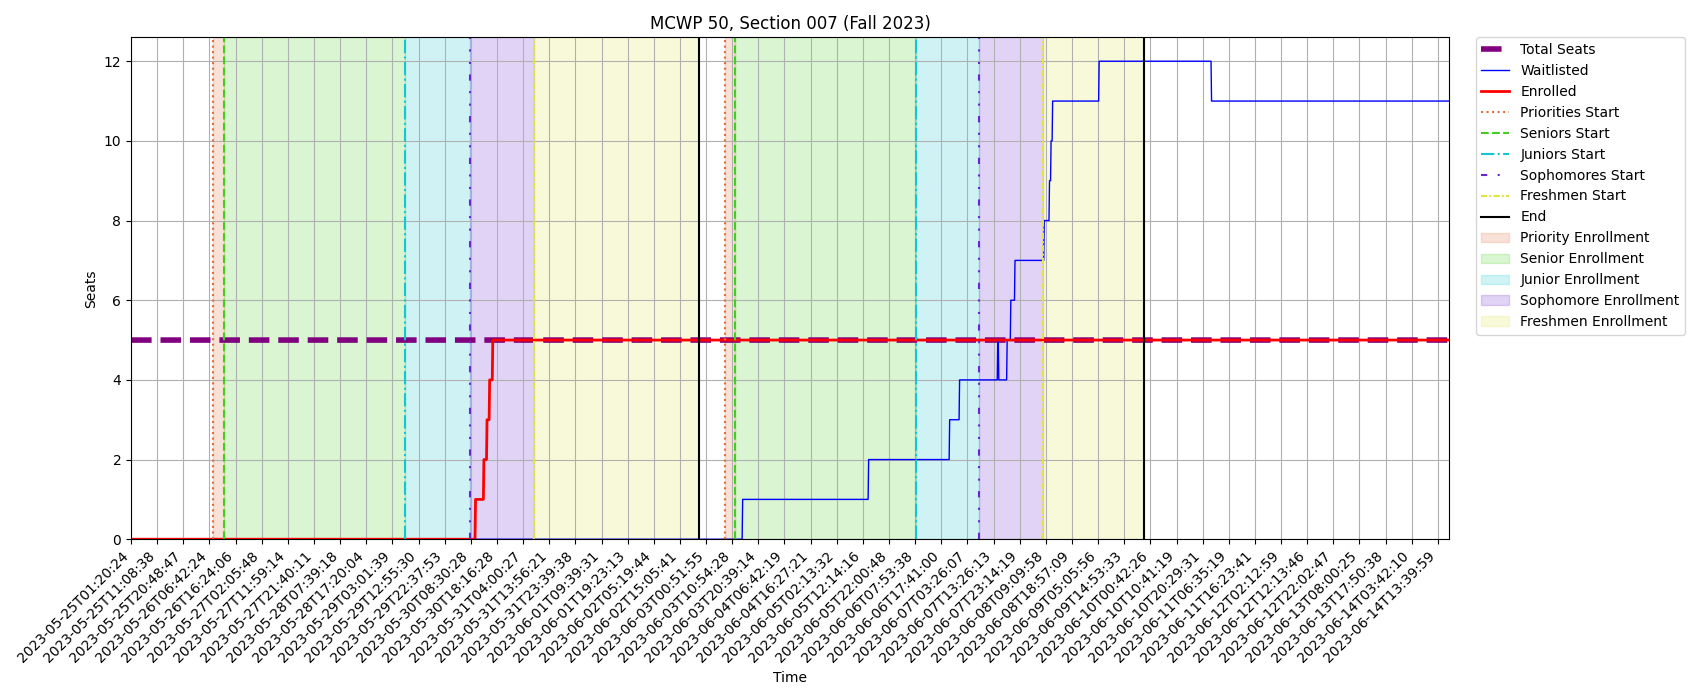 MCWP 50, Section 007 (Fall 2023)
Seats
12
10
8
6
4
2
0
2023-05-25T01:20:24
2023-05-25T11:08:38
2023-05-25T20:48:47
2023-05-26T06:42:24
2023-05-26T16:24:06
2023-05-27T02:05:48
2023-05-27T11:59:14
2023-05-27T21:40:11
2023-05-28T07:39:18
2023-05-28T17:20:04
2023-05-29T03:01:39
2023-05-29T12:55:30
2023-05-29T22:37:53
2023-05-30T08:30:28
2023-05-30T18:16:28
2023-05-31T04:00:27
2023-05-31T13:56:21
2023-05-31T23:39:38
2023-06-01T09:39:31
2023-06-01T19:23:13
2023-06-02T05:19:44
2023-06-02T15:05:41
2023-06-03T00:51:55
2023-06-03T10:54:28
2023-06-03T20:39:14
2023-06-04T06:42:19
2023-06-04T16:27:21
2023-06-05T02:13:32
2023-06-05T12:14:16
2023-06-05T22:00:48
2023-06-06T07:53:38
2023-06-06T17:41:00
2023-06-07T03:26:07
2023-06-07T13:26:13
2023-06-07T23:14:19
2023-06-08T09:09:58
2023-06-08T18:57:09
2023-06-09T05:05:56
2023-06-09T14:53:33
2023-06-10T00:42:26
2023-06-10T10:41:19
2023-06-10T20:29:31
2023-06-11T06:35:19
2023-06-11T16:23:41
2023-06-12T02:12:59
2023-06-12T12:13:46
2023-06-12T22:02:47
2023-06-13T08:00:25
2023-06-13T17:50:38
2023-06-14T03:42:10
2023-06-14T13:39:59
Time
Total Seats
Waitlisted
Enrolled
Priorities Start
Seniors Start
Juniors Start
Sophomores Start
Freshmen Start
End
Priority Enrollment
Senior Enrollment
Junior Enrollment
Sophomore Enrollment
Freshmen Enrollment